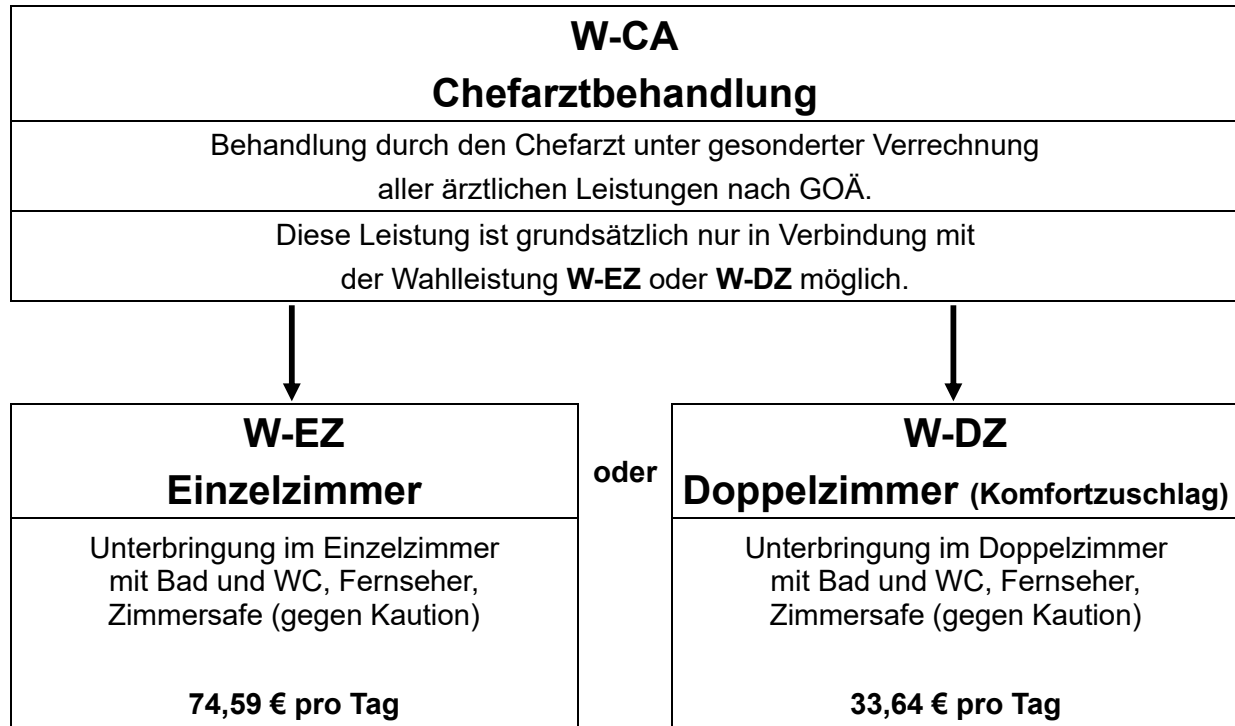 W-CA
Chefarztbehandlung
Behandlung durch den Chefarzt unter gesonderter Verrechnung
aller ärztlichen Leistungen nach GOÄ.
Diese Leistung ist grundsätzlich nur in Verbindung mit
der Wahlleistung W-EZ oder W-DZ möglich.
W-EZ
Einzelzimmer
Unterbringung im Einzelzimmer
mit Bad und WC, Fernseher,
Zimmersafe (gegen Kaution)
74,59 € pro Tag
oder
W-DZ
Doppelzimmer (Komfortzuschlag)
Unterbringung im Doppelzimmer
mit Bad und WC, Fernseher,
Zimmersafe (gegen Kaution)
33,64 € pro Tag